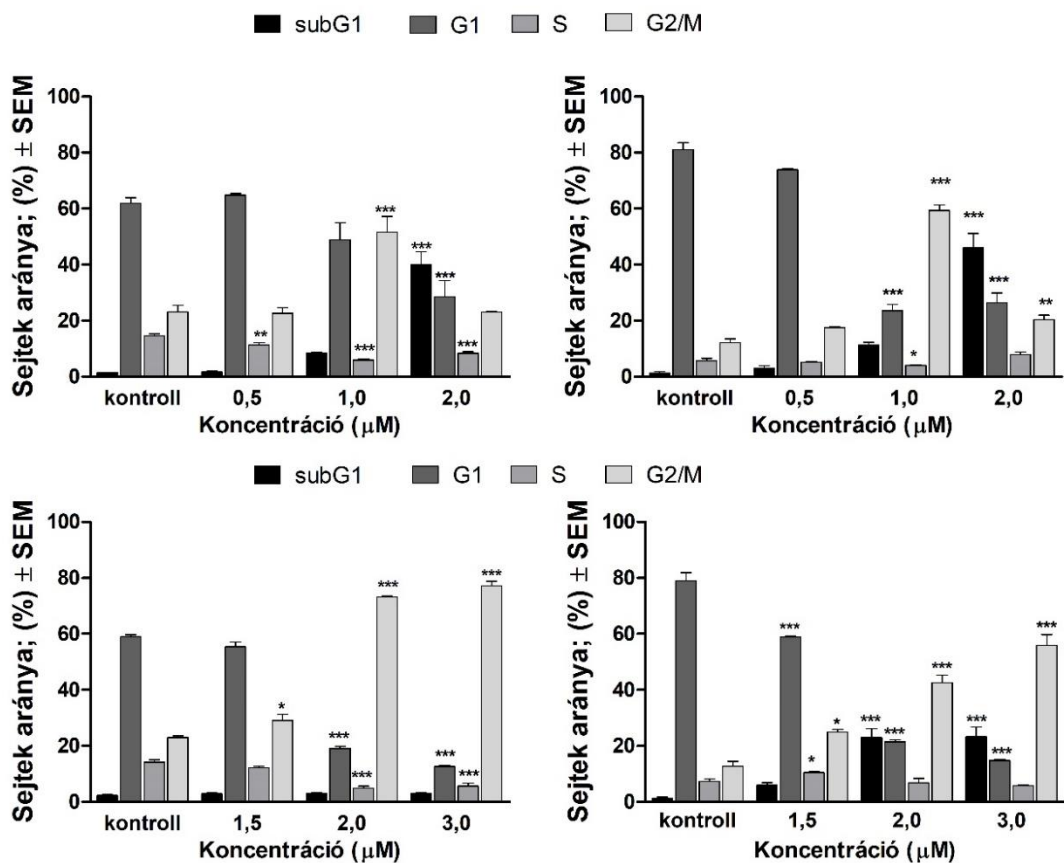 subG1 G1 S G2/M
Sejtek aránya; (%) ± SEM
100
80
60
40
20
0
** *** *** *** *** ***
kontroll 0,5 1,0 2,0
Koncentráció (μM)
Sejtek aránya; (%) ± SEM
100
80
60
40
20
0
*** * *** *** *** **
kontroll 0,5 1,0 2,0
Koncentráció (μM)
subG1 G1 S G2/M
Sejtek aránya; (%) ± SEM
100
80
60
40
20
0
* *** *** *** *** *** ***
kontroll 1,5 2,0 3,0
Koncentráció (μM)
Sejtek aránya; (%) ± SEM
100
80
60
40
20
0
*** * * *** *** *** *** *** ***
kontroll 1,5 2,0 3,0
Koncentráció (μM)